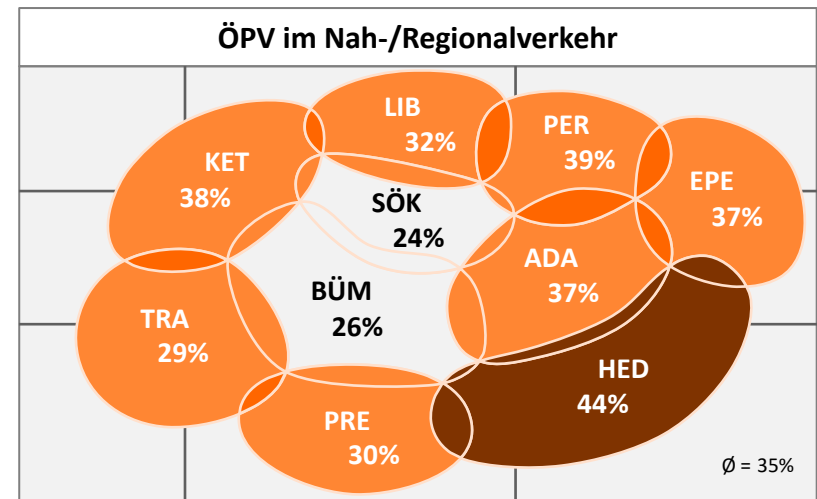 ÖPV im Nah-/Regionalverkehr
LIB
32%
PER
39%
KET
38%
EPE
37%
SÖK
24%
ADA
37%
BÜM
26%
TRA
29%
HED
44%
PRE
30%
Ø = 35%